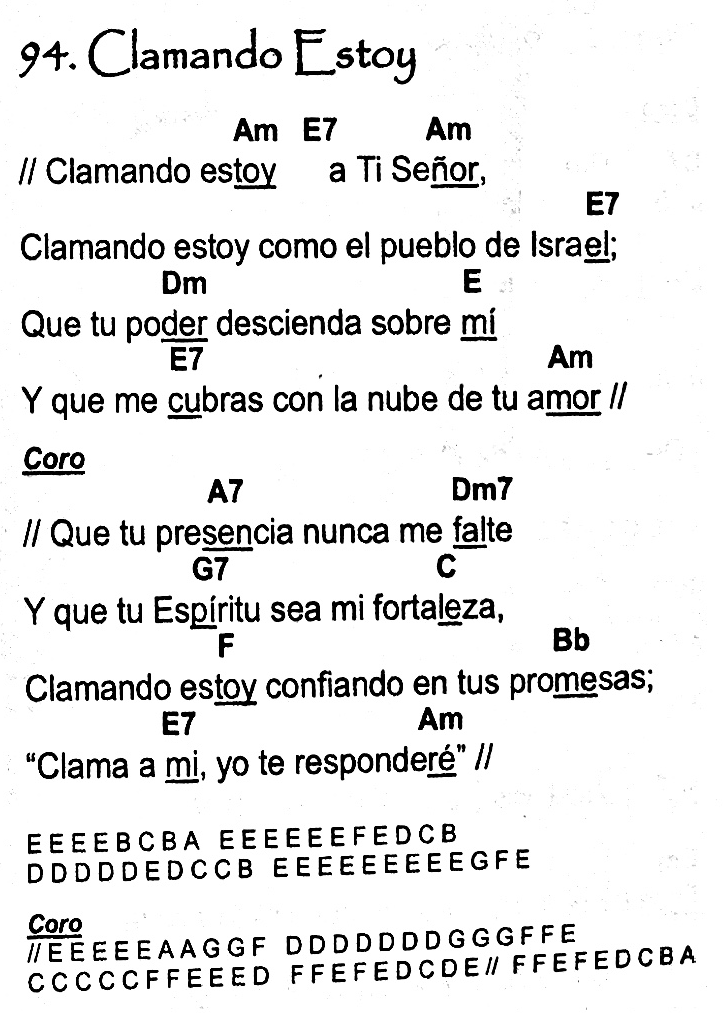 94. Clamando Estoy
Am E7 Am
// Clamando estoy a Ti Señor,
E7
Clamando estoy como el pueblo de Israel;
Dm E
Que tu poder descienda sobre mí
E7 Am
Y que me cubras con la nube de tu amor //
Coro
A7 Dm7
// Que tu presencia nunca me falte
G7 C
Y que tu Espíritu sea mi fortaleza,
F Bb
Clamando estoy confiando en tus promesas;
E7 Am
“Clama a mi, yo te responderé” //
E E E E B C B A E E E E E E F E D C B
D D D D D E D C C B E E E E E E E E E G F E
Coro
//E E E E E E A A G G F D D D D D D D G G G F F E
C C C C C F F E E E D F F E F E D C D E// F F E F E D C B A